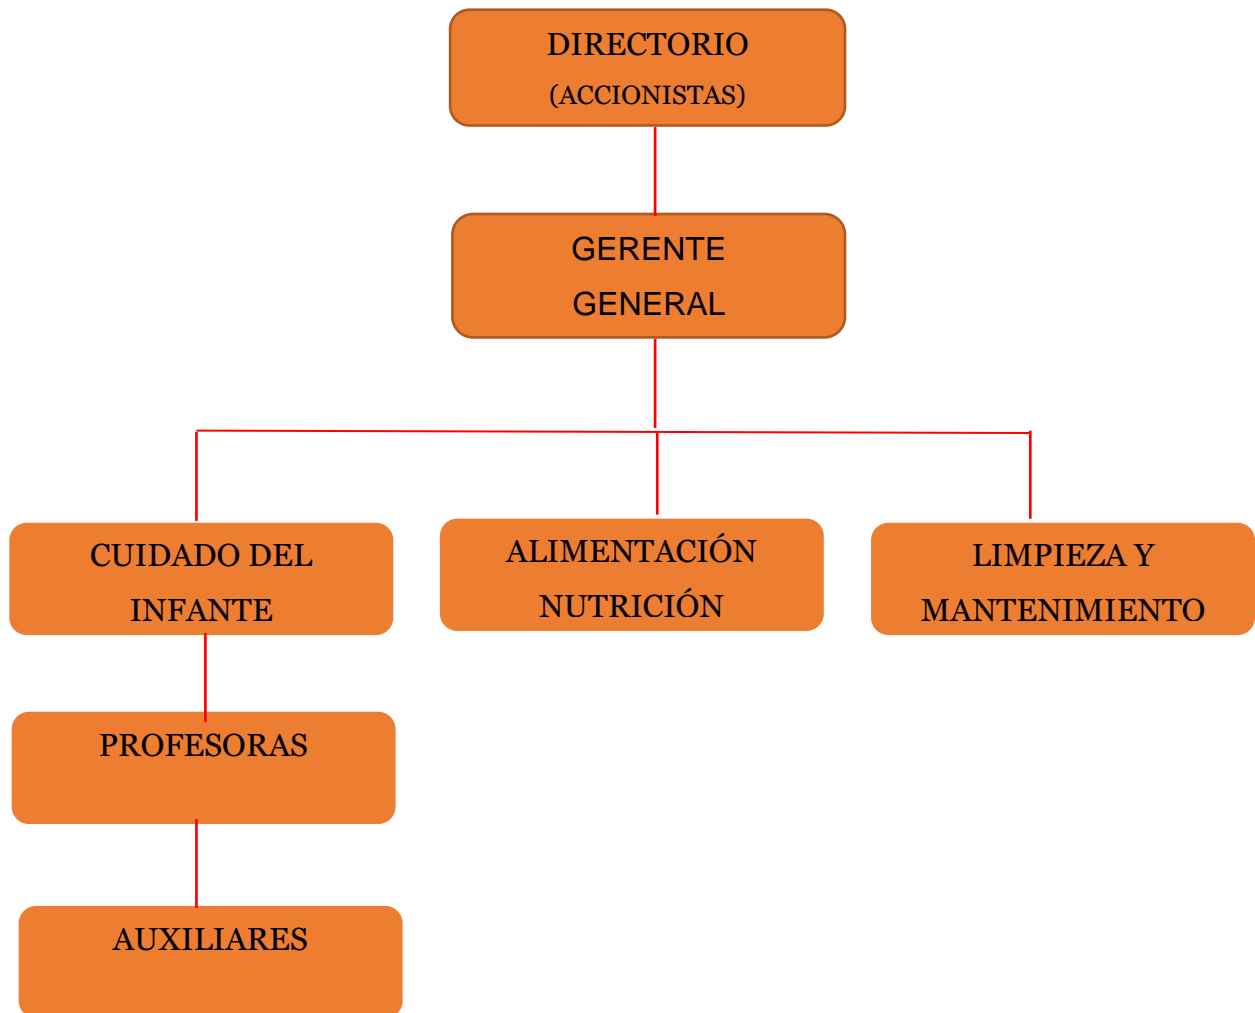 DIRECTORIO
(ACCIONISTAS)
GERENTE
GENERAL
CUIDADO DEL
INFANTE
ALIMENTACIÓN
NUTRICIÓN
LIMPIEZA Y
MANTENIMIENTO
PROFESORAS
AUXILIARES